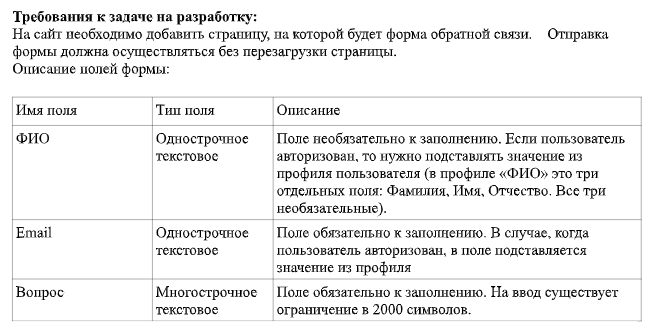 Требования к задаче на разработку:
На сайт необходимо добавить страницу, на которой будет форма обратной связи. Отправка
формы должна осуществляться без перезагрузки страницы.
Описание полей формы:
Имя поля
Тип поля
Описание
ФИО
Однострочное
текстовое
Поле необязательно к заполнению. Если пользователь
авторизован, то нужно подставлять значение из
профиля пользователя (в профиле «ФИО» это три
отдельных поля: Фамилия, Имя, Отчество. Все три
необязательные).
Email
Однострочное
текстовое
Поле обязательно к заполнению. В случае, когда
пользователь авторизован, в поле подставляется
значение из профиля
Вопрос
Многострочное
текстовое
Поле обязательно к заполнению. На ввод существует
ограничение в 2000 символов.